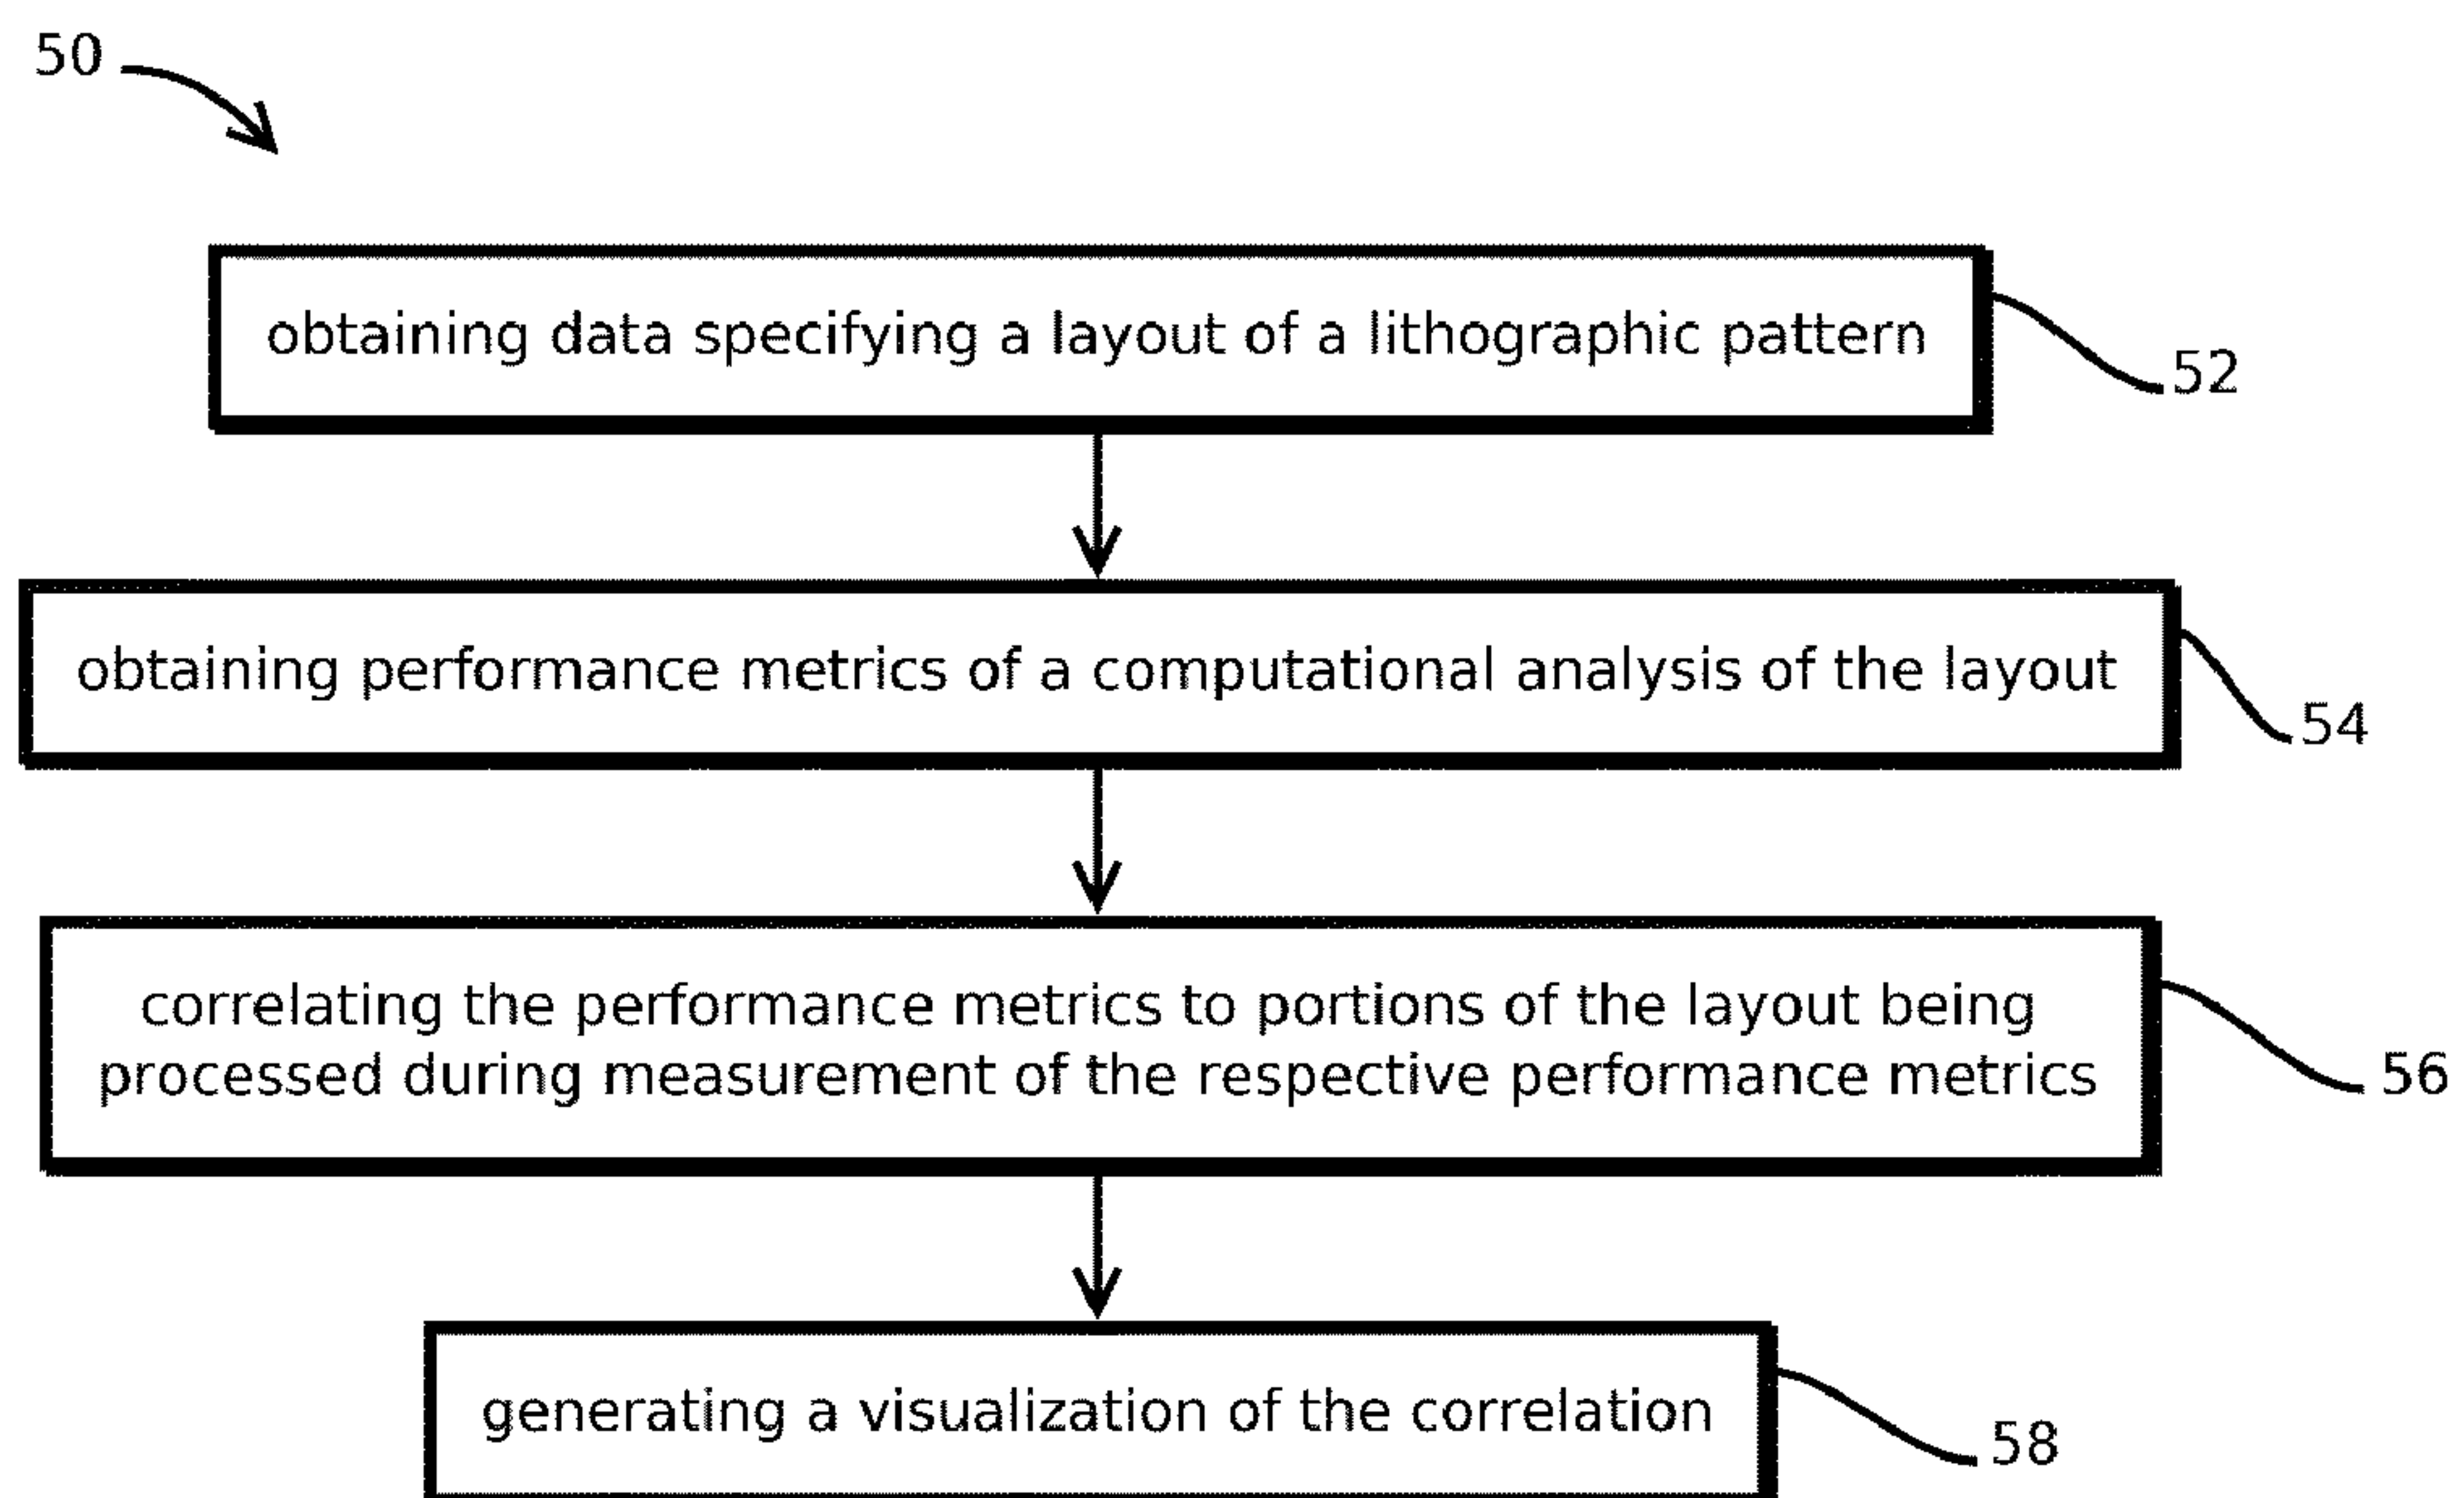 50
obtaining data specifying a layout of a lithographic pattern
52
obtaining performance metrics of a computational analysis of the layout
54
correlating the performance metrics to portions of the layout being
processed during measurement of the respective performance metrics
56
generating a visualization of the correlation
58